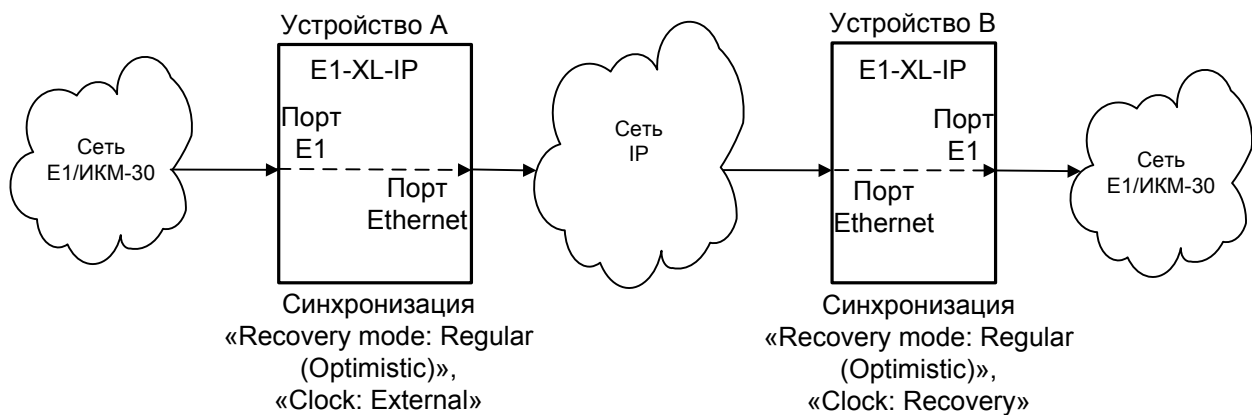 Устройство А
E1-XL-IP
Порт
E1
Порт
Ethernet
Синхронизация
«Recovery mode: Regular
(Optimistic)»,
«Clock: External»
Сеть
E1/ИКМ-30
Сеть
IP
Устройство В
E1-XL-IP
Порт
E1
Порт
Ethernet
Синхронизация
«Recovery mode: Regular
(Optimistic)»,
«Clock: Recovery»
Сеть
E1/ИКМ-30